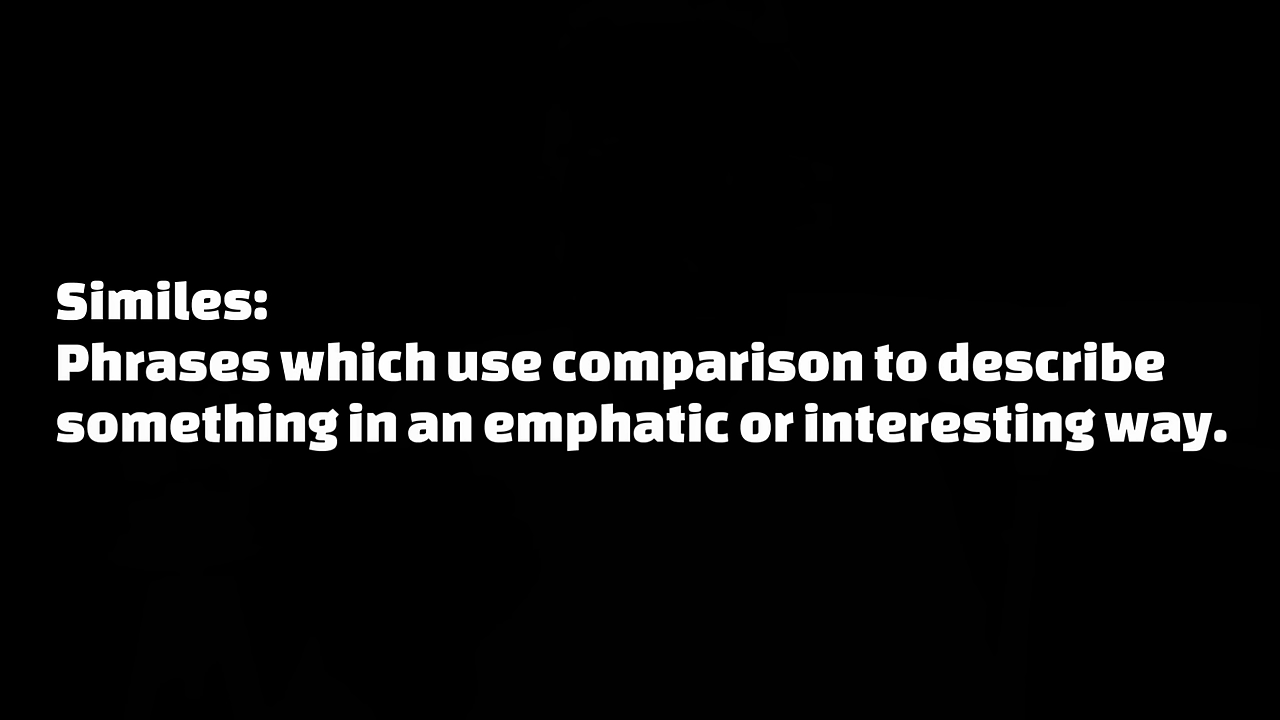 Similes:
Phrases which use comparison to describe
something in an emphatic or interesting way.